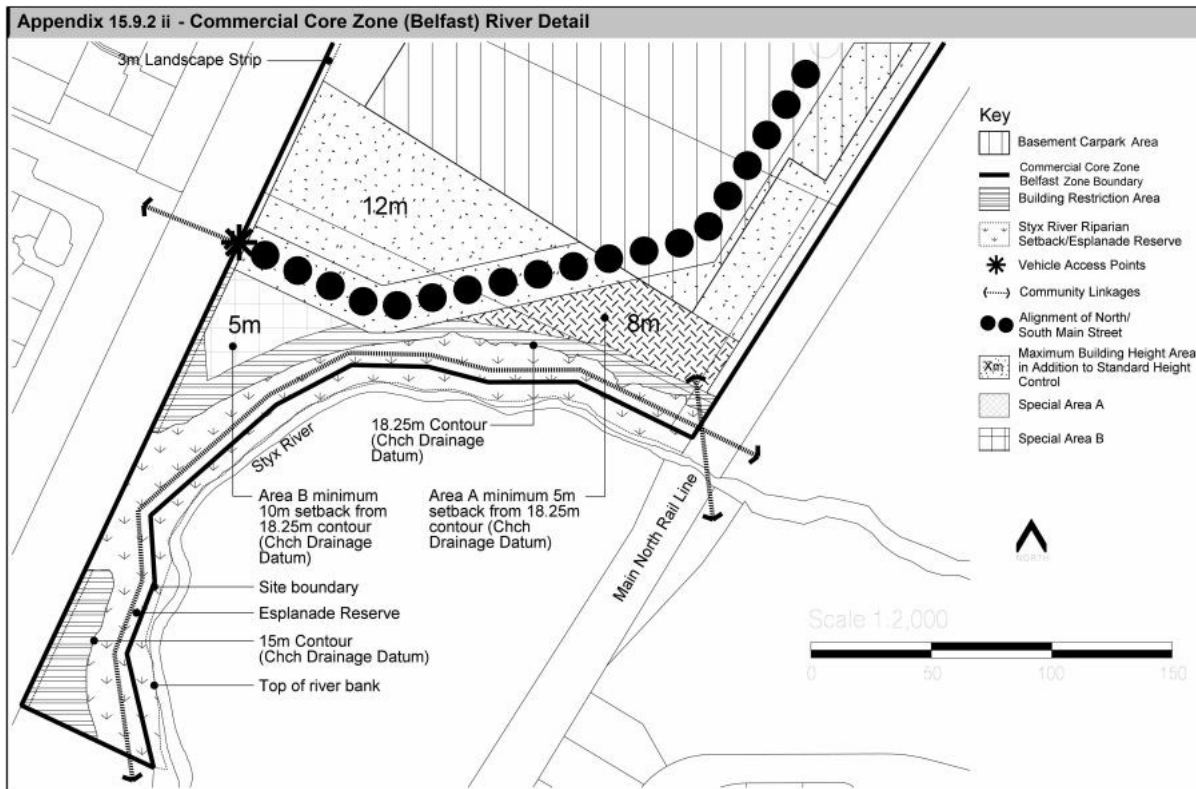 Appendix 15.9.2 ii - Commercial Core Zone (Belfast) River Detail
3m Landscape Strip
12m
5m
8m
18.25m Contour
(Chch Drainage
Datum)
Styx River
Area B minimum
10m setback from
18.25m contour
(Chch Drainage
Datum)
Area A minimum 5m
setback from 18.25m
contour (Chch
Drainage Datum)
Main North Rail Line
Site boundary
Esplanade Reserve
15m Contour
(Chch Drainage Datum)
Top of river bank
Key
Basement Carpark Area
Commercial Core Zone
Belfast Zone Boundary
Building Restriction Area
Styx River Riparian
Setback/Esplanade Reserve
Vehicle Access Points
Community Linkages
Alignment of North/
South Main Street
Xm
Maximum Building Height Area
in Addition to Standard Height
Control
Special Area A
Special Area B
NORTH
Scale 1:2,000
0 50 100 150